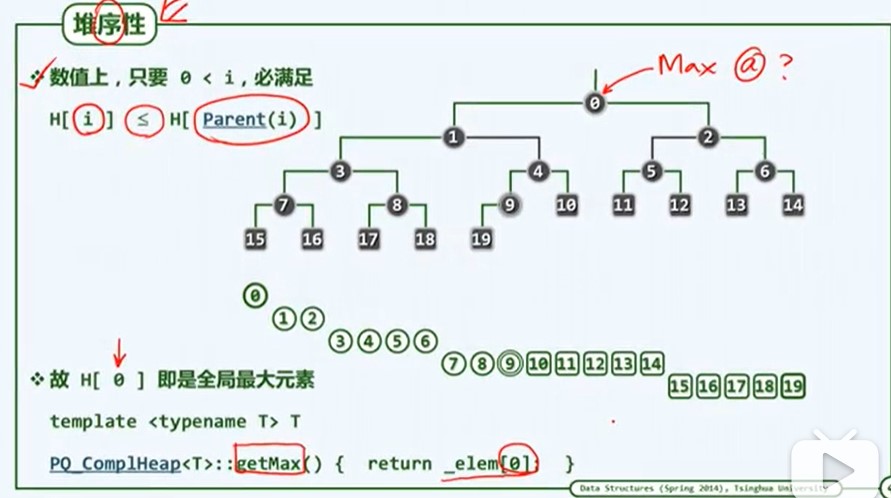 堆序性
数值上，只要 0 < i，必满足
H[ i ] ≤ H[ Parent(i) ]
Max @ ?
0
1 2
3 4 5 6
7 8 9 10 11 12 13 14
15 16 17 18 19
0
1 2
3 4 5 6
7 8 9 10 11 12 13 14
15 16 17 18 19
故 H[ 0 ] 即是全局最大元素
template <typename T> T
PQ_ComplHeap<T>::getMax() { return _elem[0]; }
Data Structures (Spring 2014), Tsinghua University